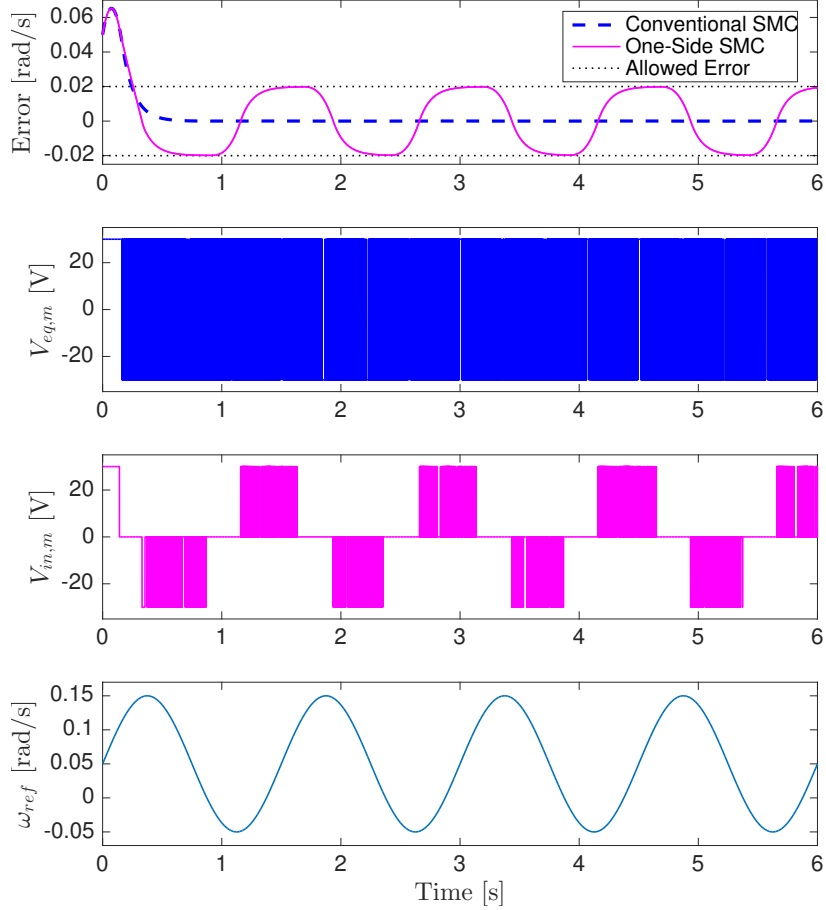 Error [rad/s]
0.06
0.04
0.02
0
-0.02
Conventional SMC
One-Side SMC
Allowed Error
0 1 2 3 4 5 6
V_{eq,m} [V]
20
0
-20
0 1 2 3 4 5 6
V_{in,m} [V]
20
0
-20
0 1 2 3 4 5 6
ω_{ref} [rad/s]
0.15
0.1
0.05
0
-0.05
0 1 2 3 4 5 6
Time [s]